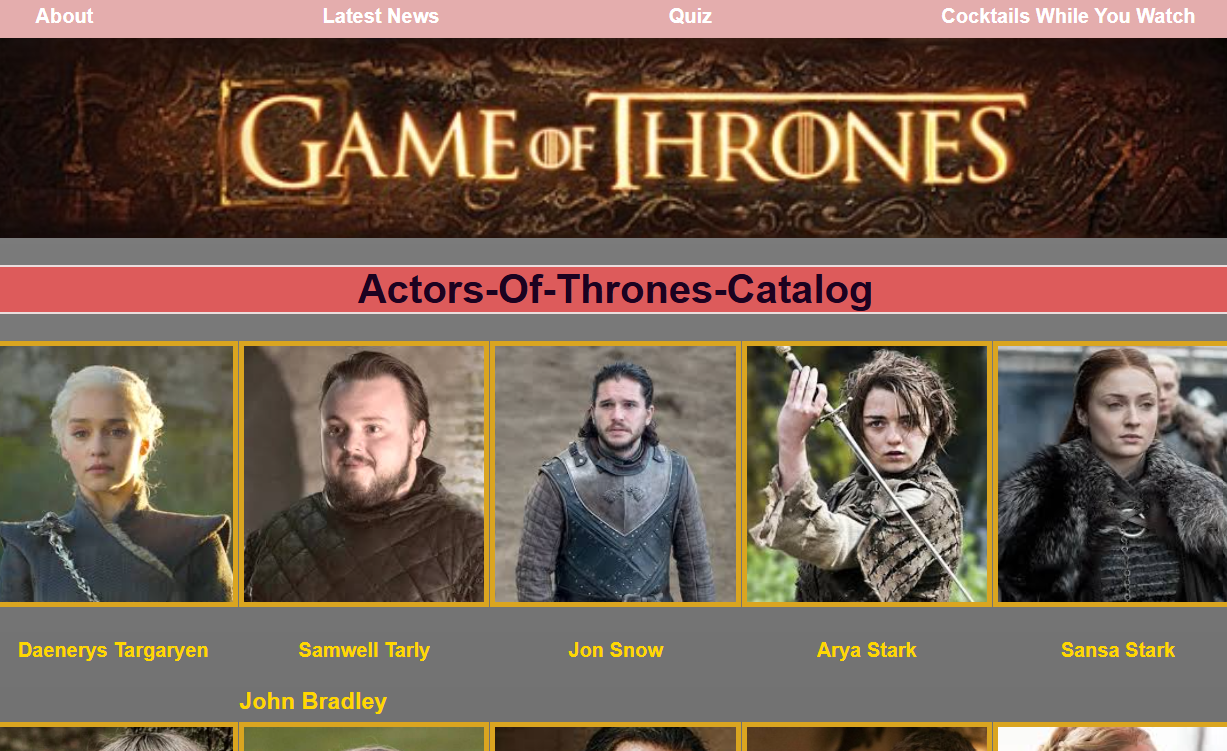 About Latest News Quiz Cocktails While You Watch
GAME OF THRONES
Actors-Of-Thrones-Catalog
Daenerys Targaryen Samwell Tarly Jon Snow Arya Stark Sansa Stark
John Bradley